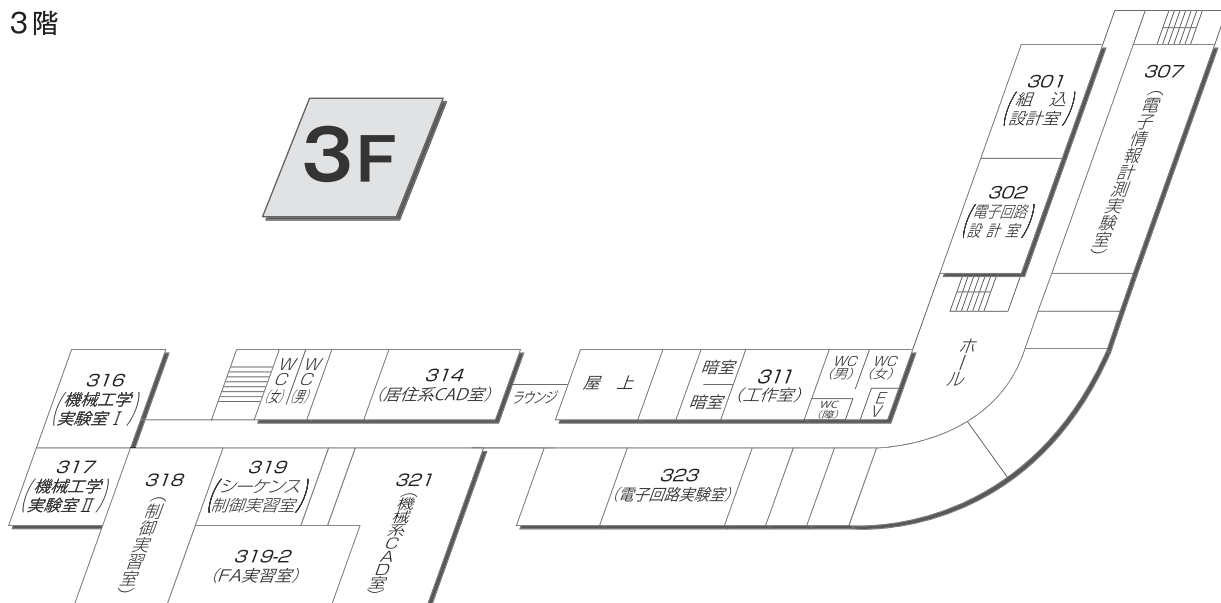 3階
3F
301
(組　込
設計室)
302
(電子回路
設計室)
307
(電子情報計測実験室)
ホール
316
(機械工学
実験室Ⅰ)
WC(女)
WC(男)
314
(居住系CAD室)
ラウンジ
屋上
暗室
暗室
311
(工作室)
WC
(男)
WC
(女)
WC
(障)
EV
317
(機械工学
実験室Ⅱ)
318
(制御実習室)
319
(シーケンス
制御実習室)
319-2
(FA実習室)
321
(機械系CAD室)
323
(電子回路実験室)